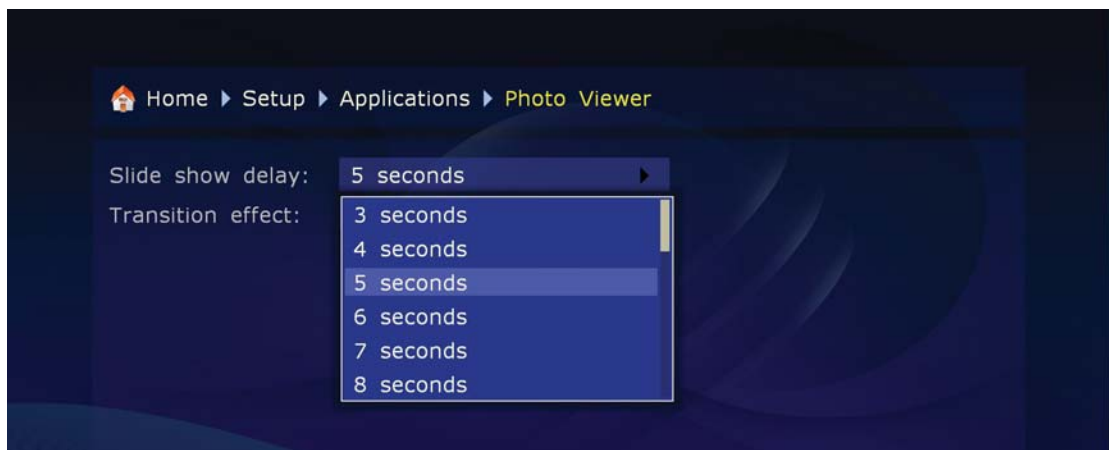 Home Setup Applications Photo Viewer
Slide show delay: 5 seconds
Transition effect:
3 seconds
4 seconds
5 seconds
6 seconds
7 seconds
8 seconds